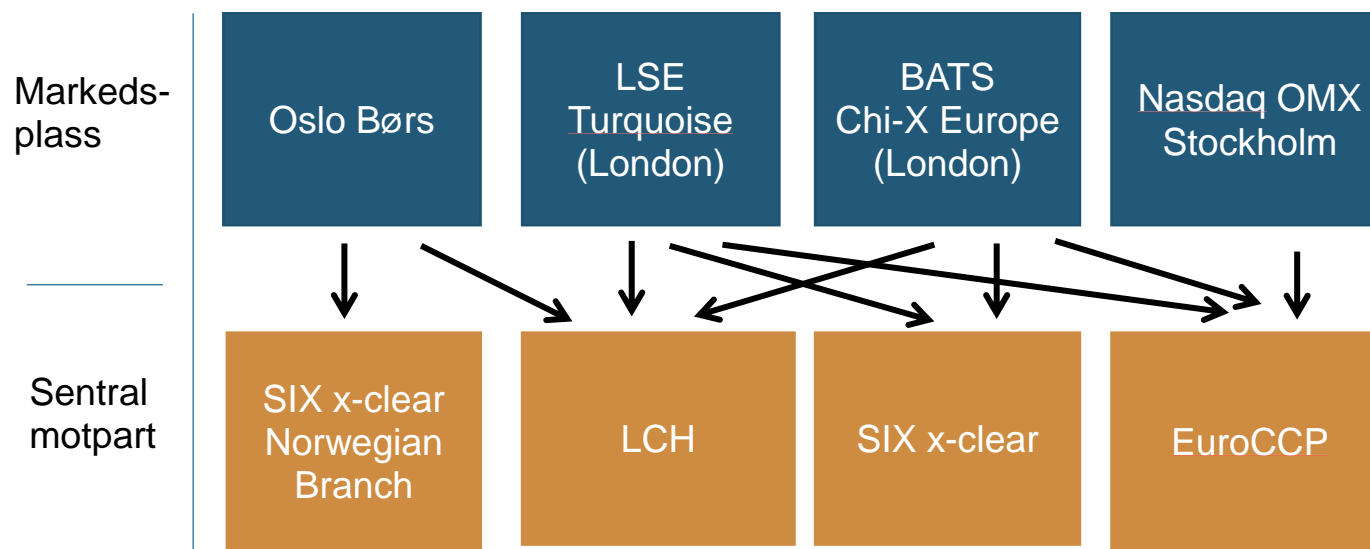 Markeds-
plass
Oslo Børs
LSE
Turquoise
(London)
BATS
Chi-X Europe
(London)
Nasdaq OMX
Stockholm
Sentral
motpart
SIX x-clear
Norwegian
Branch
LCH
SIX x-clear
EuroCCP